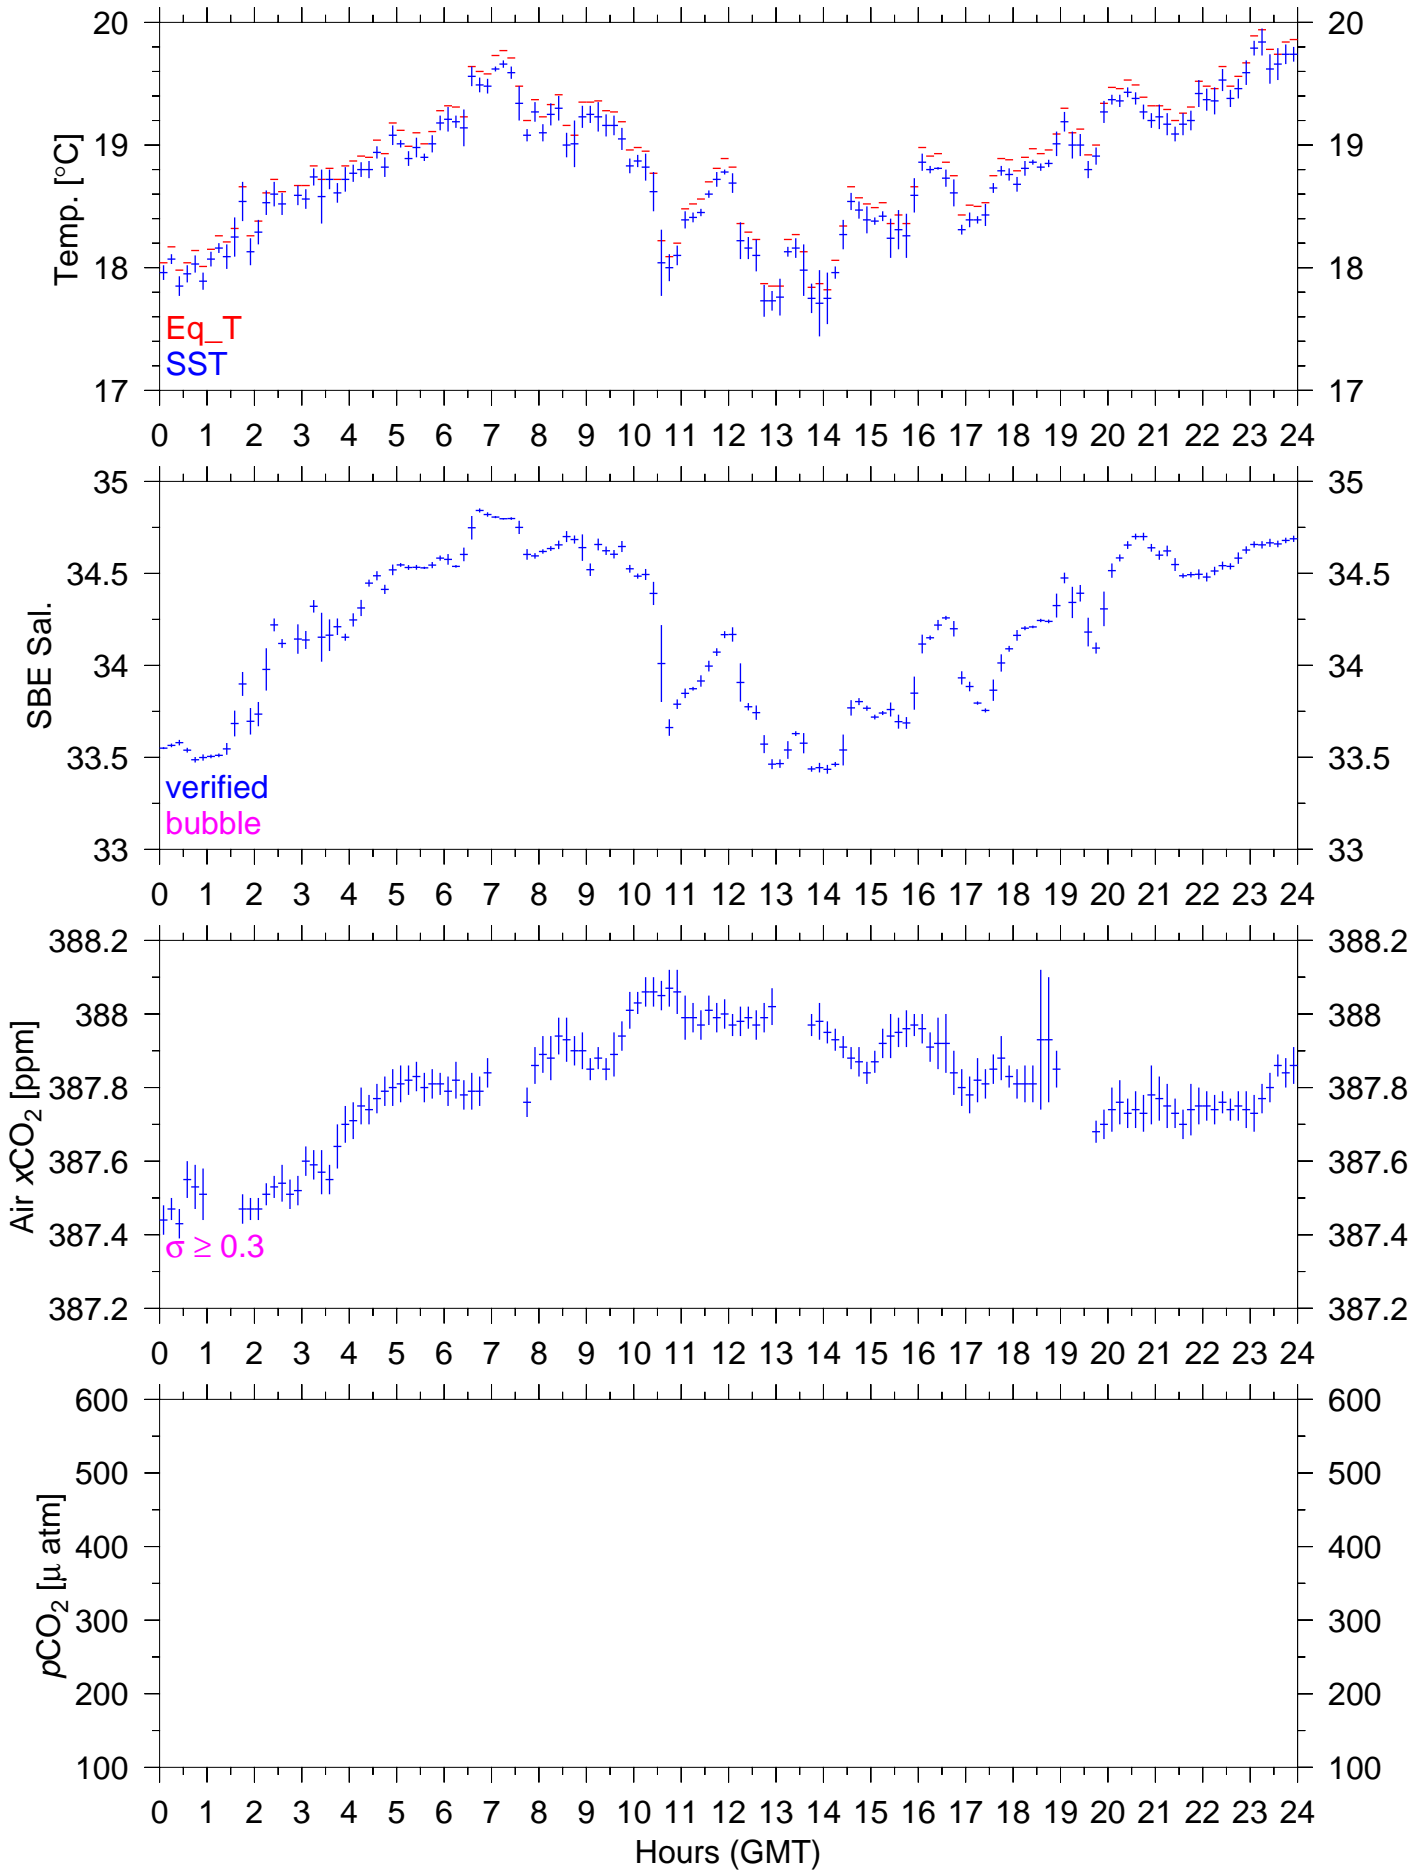 20 20
19 19
18 18
17 17
Temp. [°C]
Eq_T
SST
0 1 2 3 4 5 6 7 8 9 10 11 12 13 14 15 16 17 18 19 20 21 22 23 24
35 35
34.5 34.5
34 34
33.5 33.5
33 33
SBE Sal.
verified
bubble
0 1 2 3 4 5 6 7 8 9 10 11 12 13 14 15 16 17 18 19 20 21 22 23 24
388.2 388.2
388 388
387.8 387.8
387.6 387.6
387.4 387.4
387.2 387.2
Air xCO₂ [ppm]
σ ≥ 0.3
0 1 2 3 4 5 6 7 8 9 10 11 12 13 14 15 16 17 18 19 20 21 22 23 24
600 600
500 500
400 400
300 300
200 200
100 100
pCO₂ [μ atm]
0 1 2 3 4 5 6 7 8 9 10 11 12 13 14 15 16 17 18 19 20 21 22 23 24
Hours (GMT)